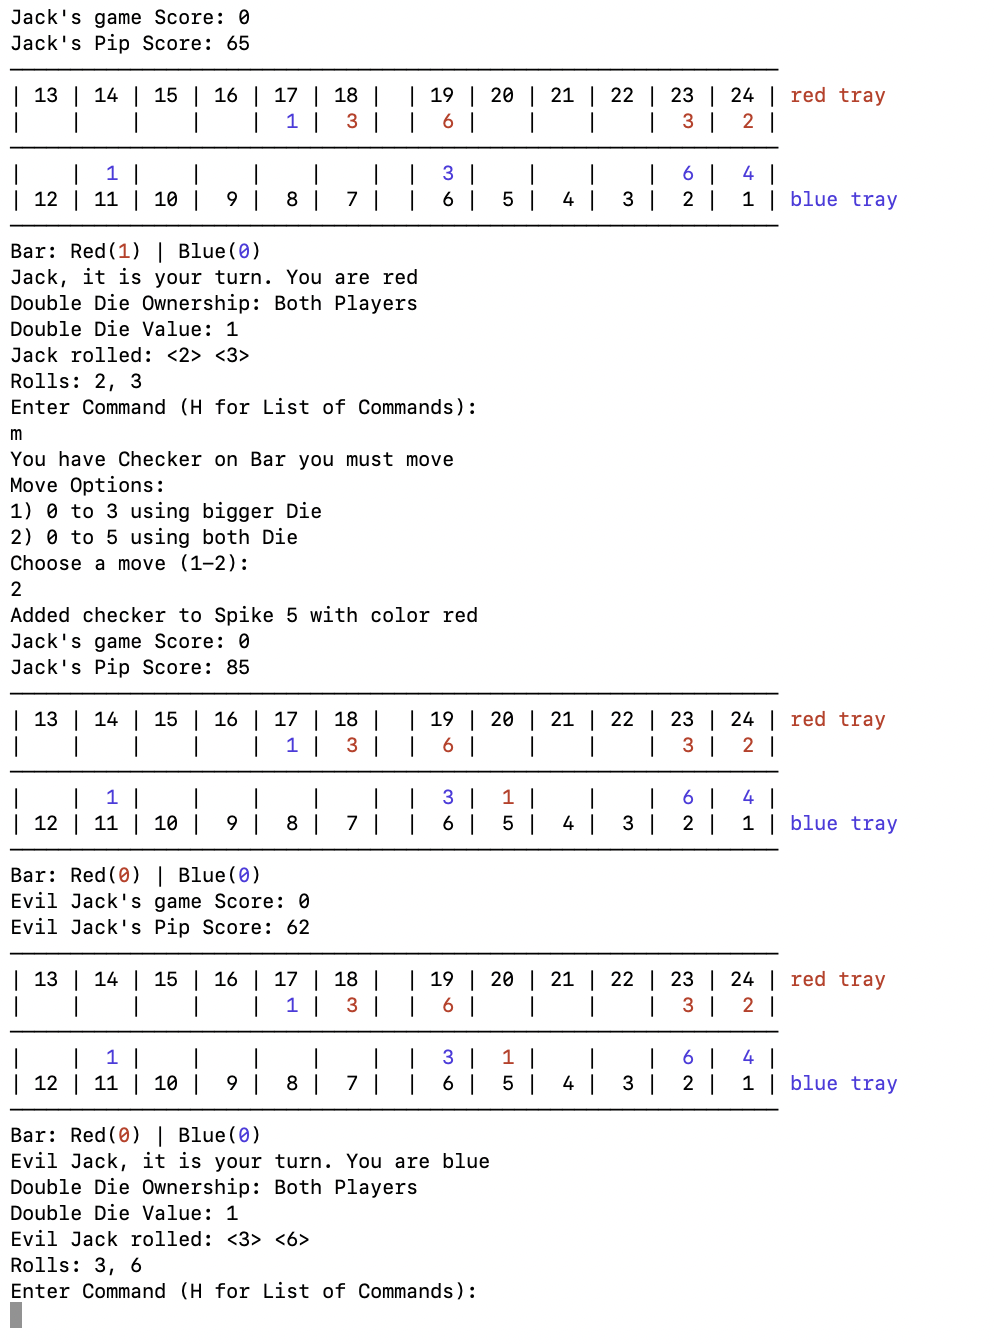 Jack's game Score: 0
Jack's Pip Score: 65
| 13 | 14 | 15 | 16 | 17 | 18 | | 19 | 20 | 21 | 22 | 23 | 24 | red tray
| | | | | 1 | 3 | | 6 | | | | 3 | 2 |
| | 1 | | | | | | 3 | | | | 6 | 4 |
| 12 | 11 | 10 | 9 | 8 | 7 | | 6 | 5 | 4 | 3 | 2 | 1 | blue tray
Bar: Red(1) | Blue(0)
Jack, it is your turn. You are red
Double Die Ownership: Both Players
Double Die Value: 1
Jack rolled: <2> <3>
Rolls: 2, 3
Enter Command (H for List of Commands):
m
You have Checker on Bar you must move
Move Options:
1) 0 to 3 using bigger Die
2) 0 to 5 using both Die
Choose a move (1-2):
2
Added checker to Spike 5 with color red
Jack's game Score: 0
Jack's Pip Score: 85
| 13 | 14 | 15 | 16 | 17 | 18 | | 19 | 20 | 21 | 22 | 23 | 24 | red tray
| | | | | 1 | 3 | | 6 | | | | 3 | 2 |
| | 1 | | | | | | 3 | 1 | | | 6 | 4 |
| 12 | 11 | 10 | 9 | 8 | 7 | | 6 | 5 | 4 | 3 | 2 | 1 | blue tray
Bar: Red(0) | Blue(0)
Evil Jack's game Score: 0
Evil Jack's Pip Score: 62
| 13 | 14 | 15 | 16 | 17 | 18 | | 19 | 20 | 21 | 22 | 23 | 24 | red tray
| | | | | 1 | 3 | | 6 | | | | 3 | 2 |
| | 1 | | | | | | 3 | 1 | | | 6 | 4 |
| 12 | 11 | 10 | 9 | 8 | 7 | | 6 | 5 | 4 | 3 | 2 | 1 | blue tray
Bar: Red(0) | Blue(0)
Evil Jack, it is your turn. You are blue
Double Die Ownership: Both Players
Double Die Value: 1
Evil Jack rolled: <3> <6>
Rolls: 3, 6
Enter Command (H for List of Commands):